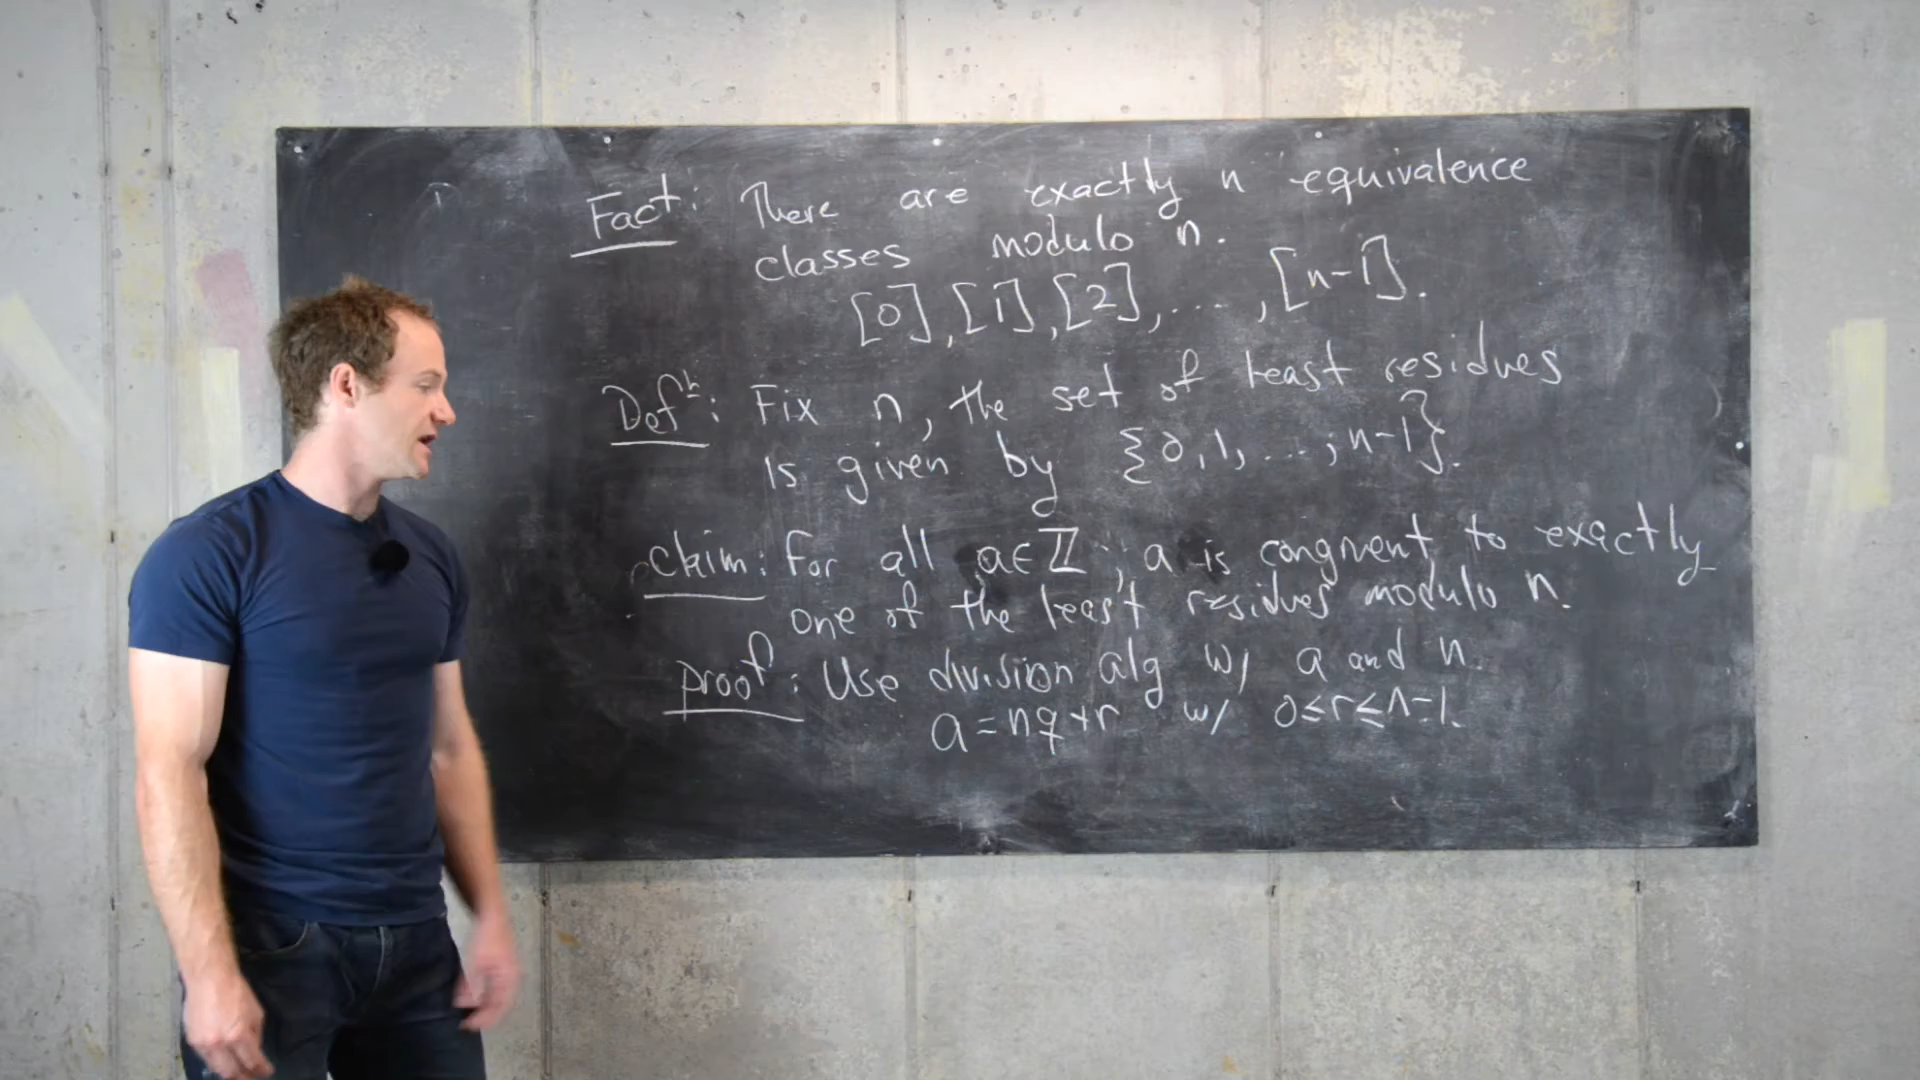 Fact: There are exactly n equivalence
classes modulo n.
[0], [1], [2], ..., [n-1].
Defⁿ: Fix n, the set of least residues
is given by {0, 1, ..., n-1}.
Claim: For all a∈ℤ, a is congruent to exactly
one of the least residues modulo n.
Proof: Use division alg w/ a and n.
a=nq+r w/ 0≤r≤n-1.